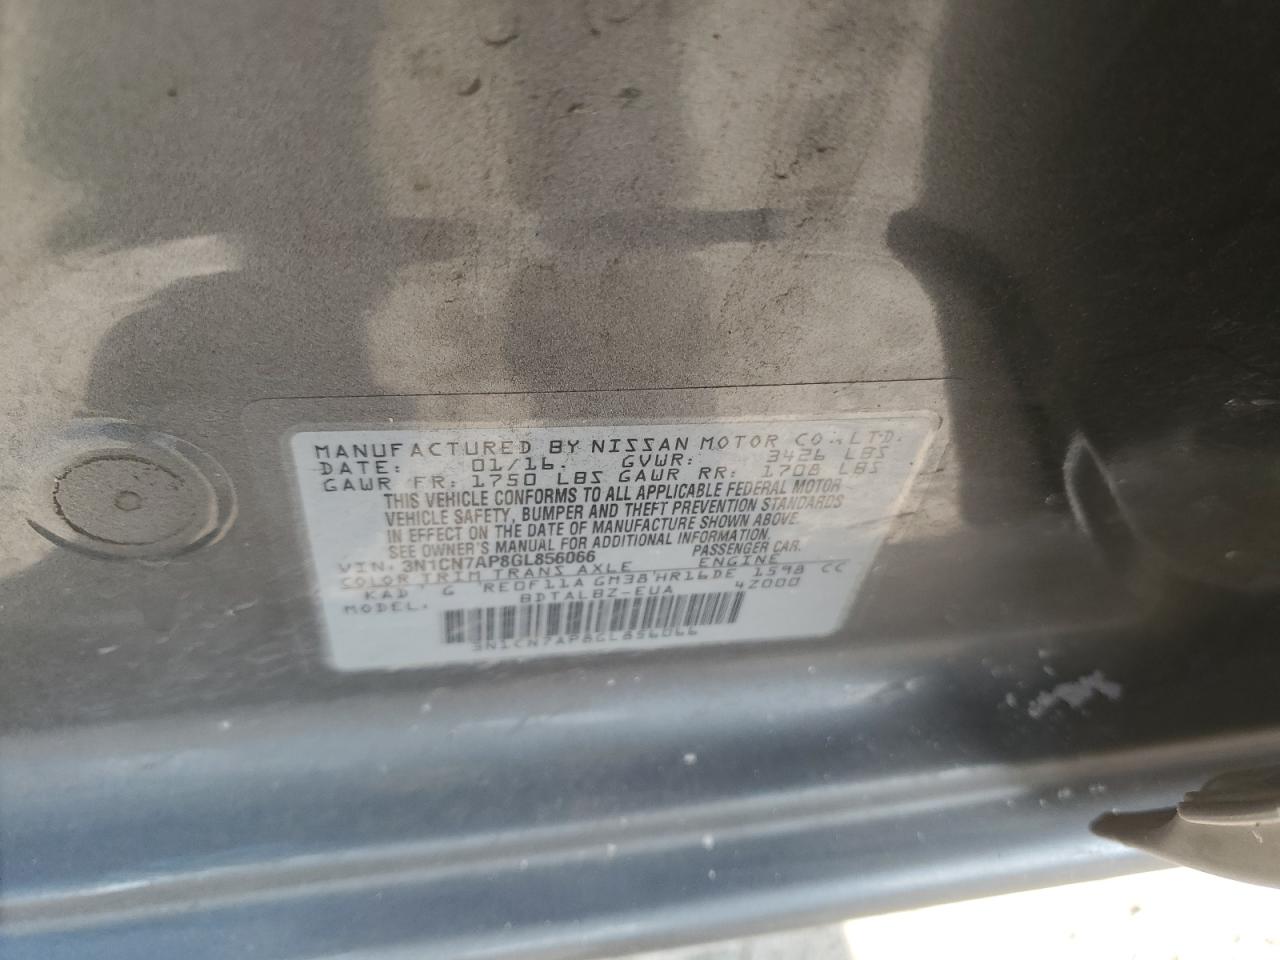 MANUFACTURED BY NISSAN MOTOR CO.,LTD.
DATE: 01/16. GVWR: 3426 LBS
GAWR FR: 1750 LBS GAWR RR: 1708 LBS
THIS VEHICLE CONFORMS TO ALL APPLICABLE FEDERAL MOTOR
VEHICLE SAFETY, BUMPER AND THEFT PREVENTION STANDARDS
IN EFFECT ON THE DATE OF MANUFACTURE SHOWN ABOVE.
SEE OWNER'S MANUAL FOR ADDITIONAL INFORMATION.
VIN. 3N1CN7AP8GL856066 PASSENGER CAR.
COLOR TRIM TRANS AXLE ENGINE
KAD G RE0F11A GM38 HR16DE 1598 CC
MODEL. BDTALBZ-EUA 4Z000
3N1CN7AP8GL856066